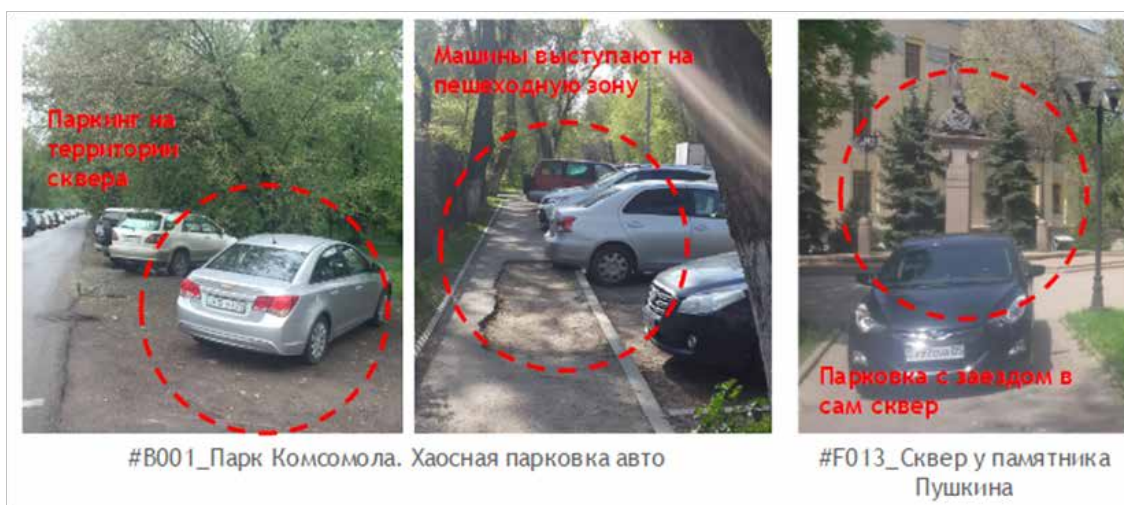 Паркинг на
территории
сквера
Машины выступают на
пешеходную зону
Парковка с заездом в
сам сквер
#B001_Парк Комсомола. Хаосная парковка авто
#F013_Сквер у памятника
Пушкина